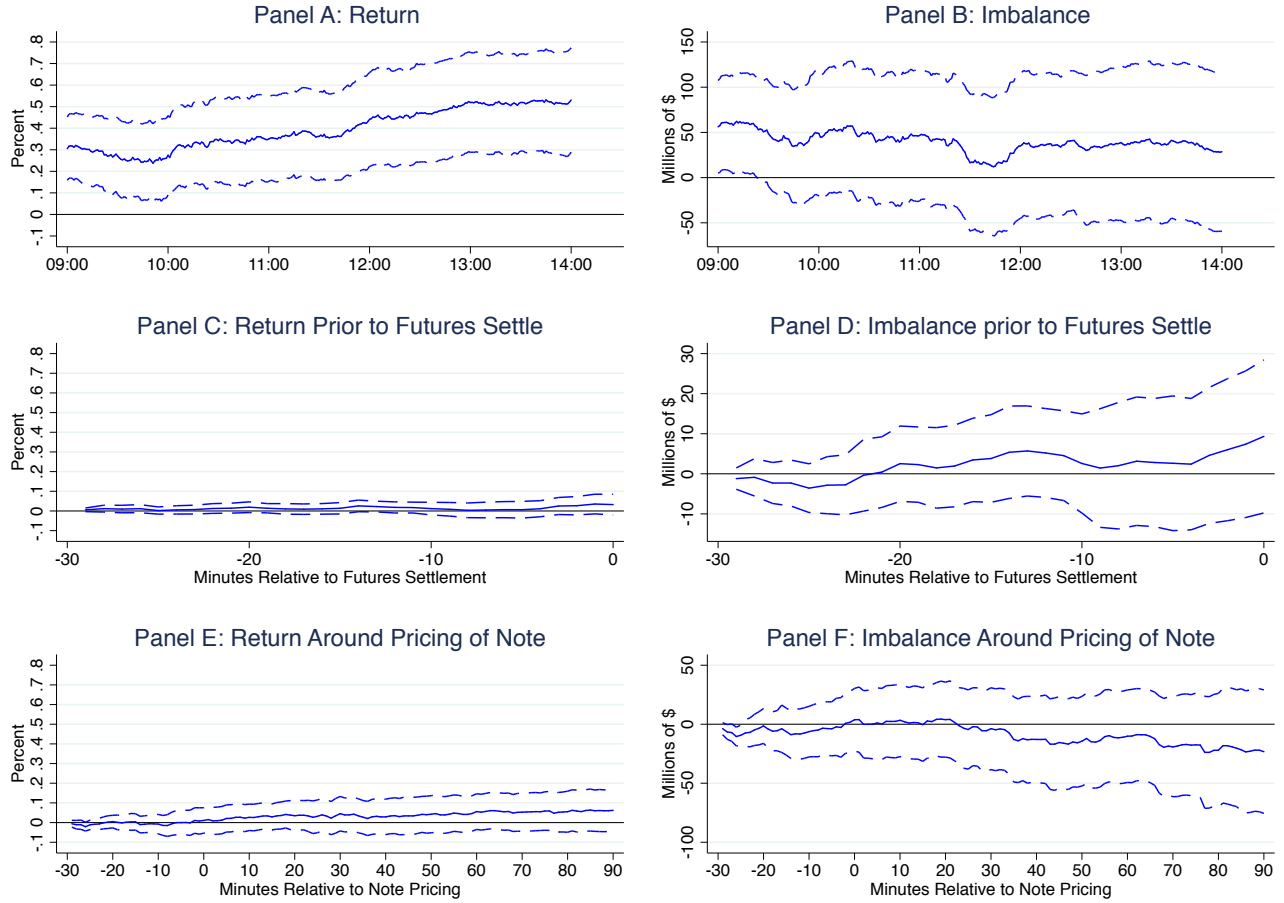 Panel A: Return
Percent
-.1 0 .1 .2 .3 .4 .5 .6 .7 .8
09:00 10:00 11:00 12:00 13:00 14:00
Panel B: Imbalance
Millions of $
-50 0 50 100 150
09:00 10:00 11:00 12:00 13:00 14:00
Panel C: Return Prior to Futures Settle
Percent
-.1 0 .1 .2 .3 .4 .5 .6 .7 .8
-30 -20 -10 0
Minutes Relative to Futures Settlement
Panel D: Imbalance prior to Futures Settle
Millions of $
-10 0 10 20 30
-30 -20 -10 0
Minutes Relative to Futures Settlement
Panel E: Return Around Pricing of Note
Percent
-.1 0 .1 .2 .3 .4 .5 .6 .7 .8
-30 -20 -10 0 10 20 30 40 50 60 70 80 90
Minutes Relative to Note Pricing
Panel F: Imbalance Around Pricing of Note
Millions of $
-100 -50 0 50
-30 -20 -10 0 10 20 30 40 50 60 70 80 90
Minutes Relative to Note Pricing